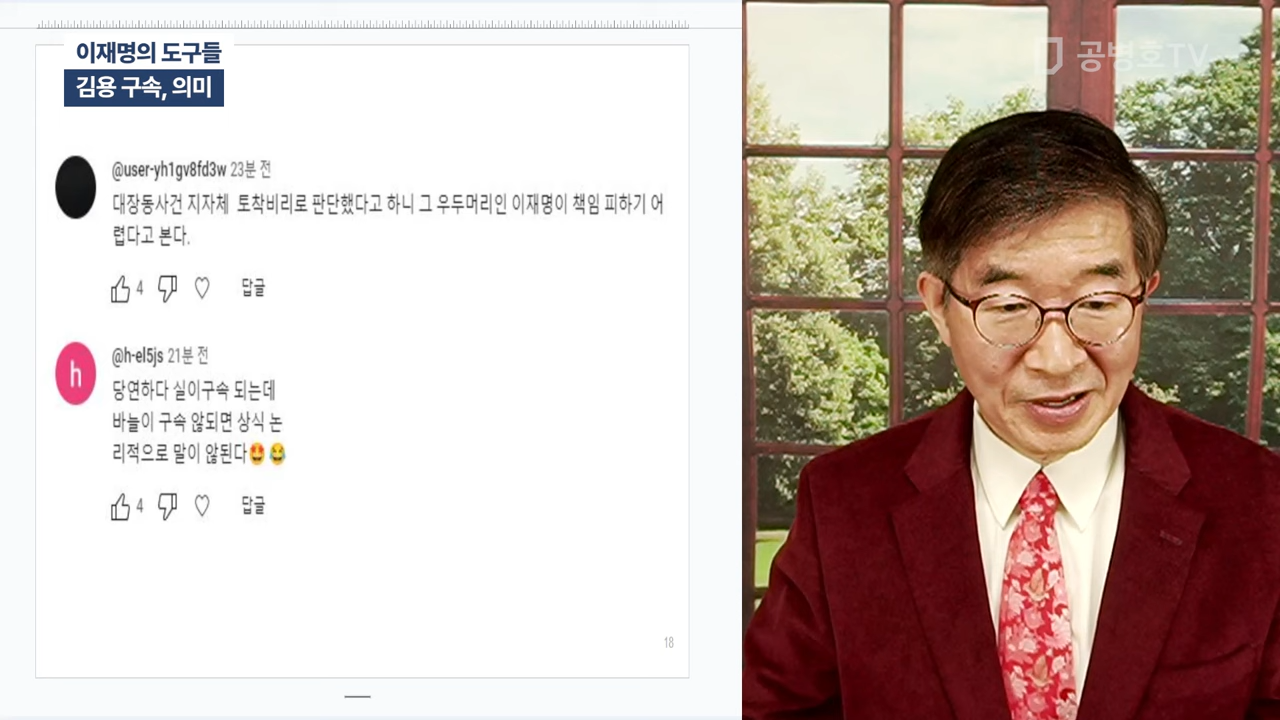 이재명의 도구들
김용 구속, 의미
공병호TV
@user-yh1gv8fd3w 23분 전
대장동사건 지자체 토착비리로 판단했다고 하니 그 우두머리인 이재명이 책임 피하기 어
렵다고 본다.
4 답글
h
@h-el5js 21분 전
당연하다 실이구속 되는데
바늘이 구속 않되면 상식 논
리적으로 말이 않된다🤩😂
4 답글
18